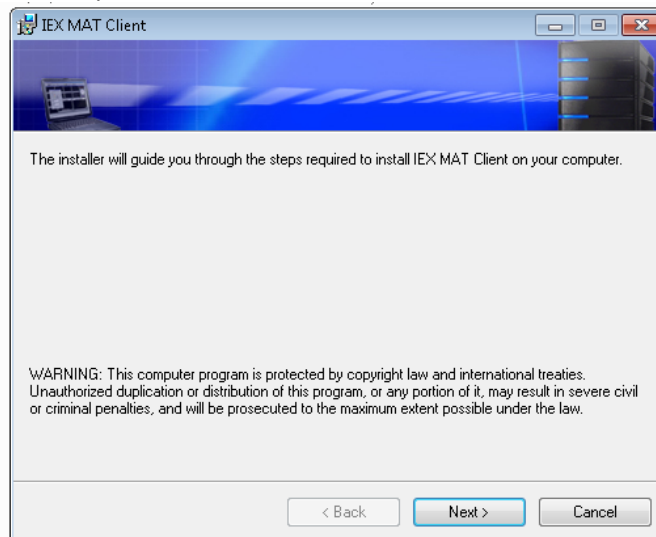 IEX MAT Client
The installer will guide you through the steps required to install IEX MAT Client on your computer.
WARNING: This computer program is protected by copyright law and international treaties.
Unauthorized duplication or distribution of this program, or any portion of it, may result in severe civil
or criminal penalties, and will be prosecuted to the maximum extent possible under the law.
< Back
Next >
Cancel